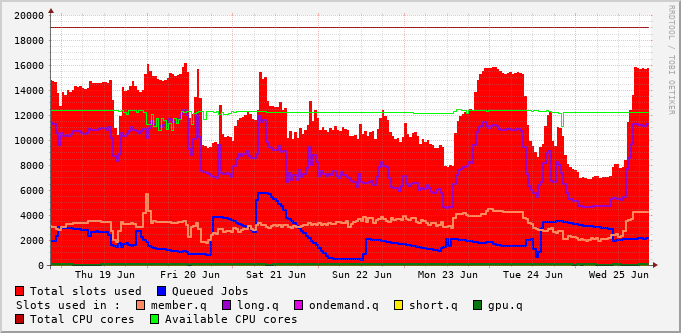 RRDTOOL / TOBI OETIKER
20000
18000
16000
14000
12000
10000
8000
6000
4000
2000
0
Thu 19 Jun Fri 20 Jun Sat 21 Jun Sun 22 Jun Mon 23 Jun Tue 24 Jun Wed 25 Jun
Total slots used Queued Jobs
Slots used in : member.q long.q ondemand.q short.q gpu.q
Total CPU cores Available CPU cores